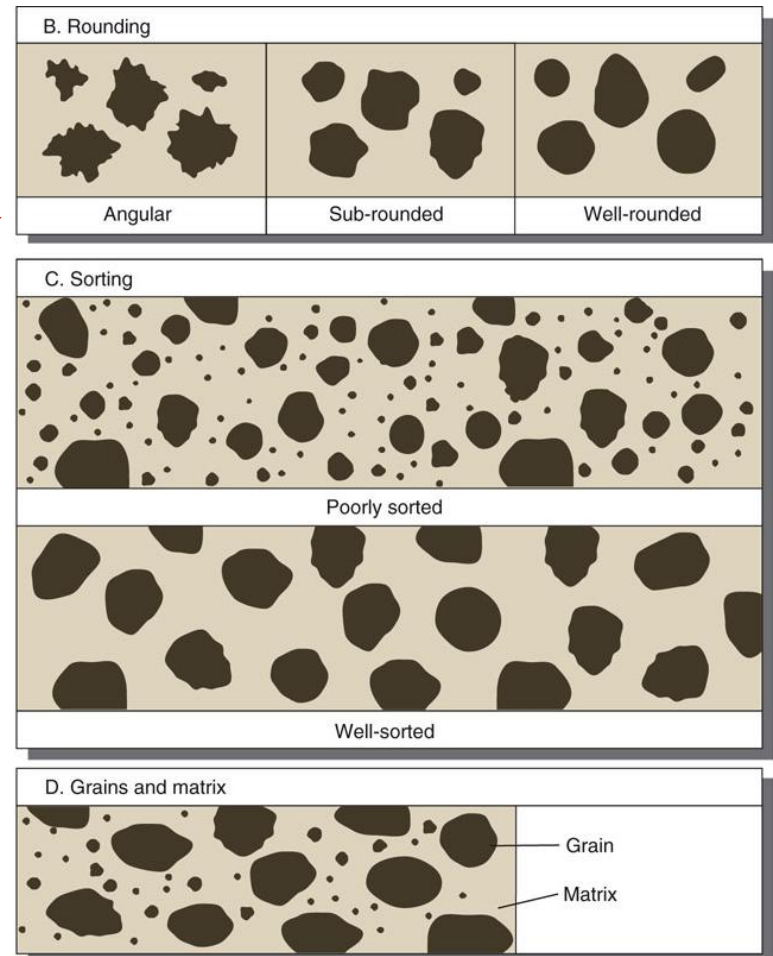 B. Rounding
Angular
Sub-rounded
Well-rounded
C. Sorting
Poorly sorted
Well-sorted
D. Grains and matrix
Grain
Matrix